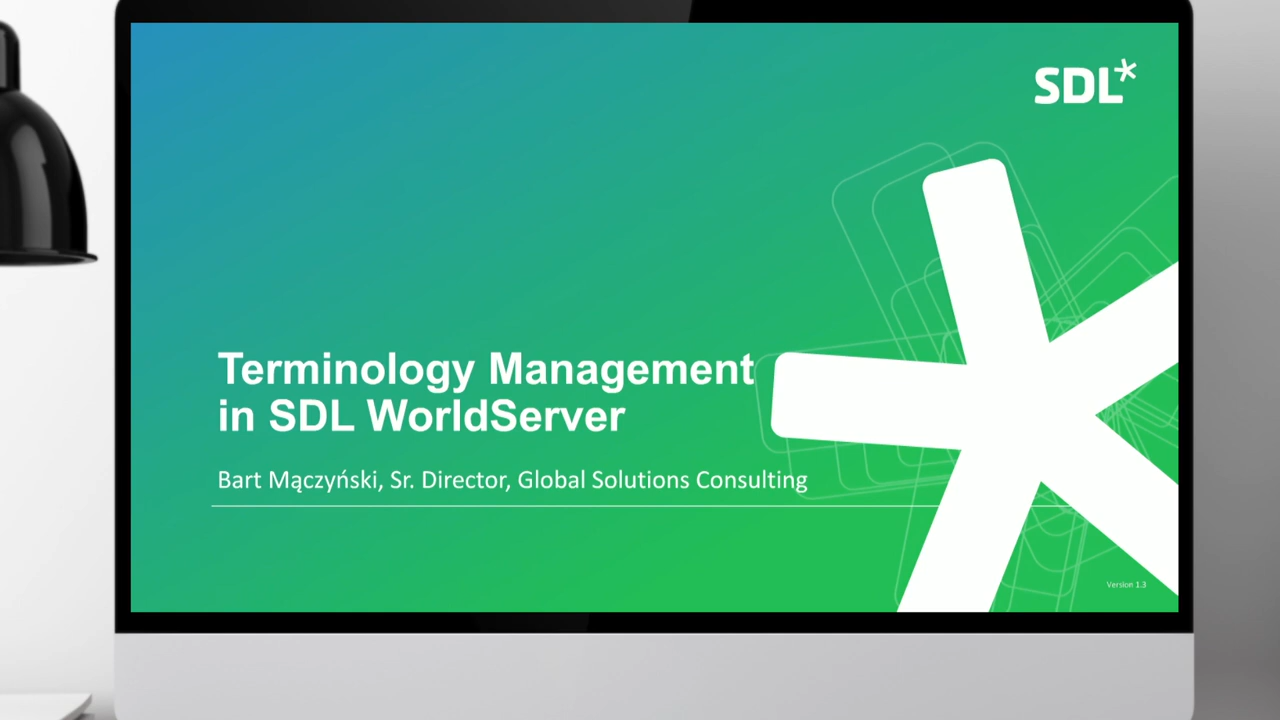 SDL*
Terminology Management
in SDL WorldServer
Bart Mączyński, Sr. Director, Global Solutions Consulting
Version 1.3